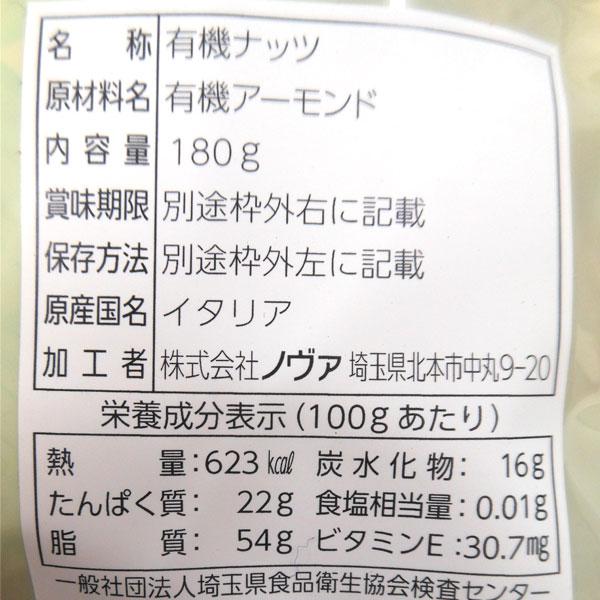 名称 有機ナッツ
原材料名 有機アーモンド
内容量 180g
賞味期限 別途枠外右に記載
保存方法 別途枠外左に記載
原産国名 イタリア
加工者 株式会社ノヴァ 埼玉県北本市中丸9-20
栄養成分表示(100gあたり)
熱量:623kcal 炭水化物: 16g
たんぱく質: 22g 食塩相当量:0.01g
脂質: 54g ビタミンE:30.7mg
一般社団法人埼玉県食品衛生協会検査センター